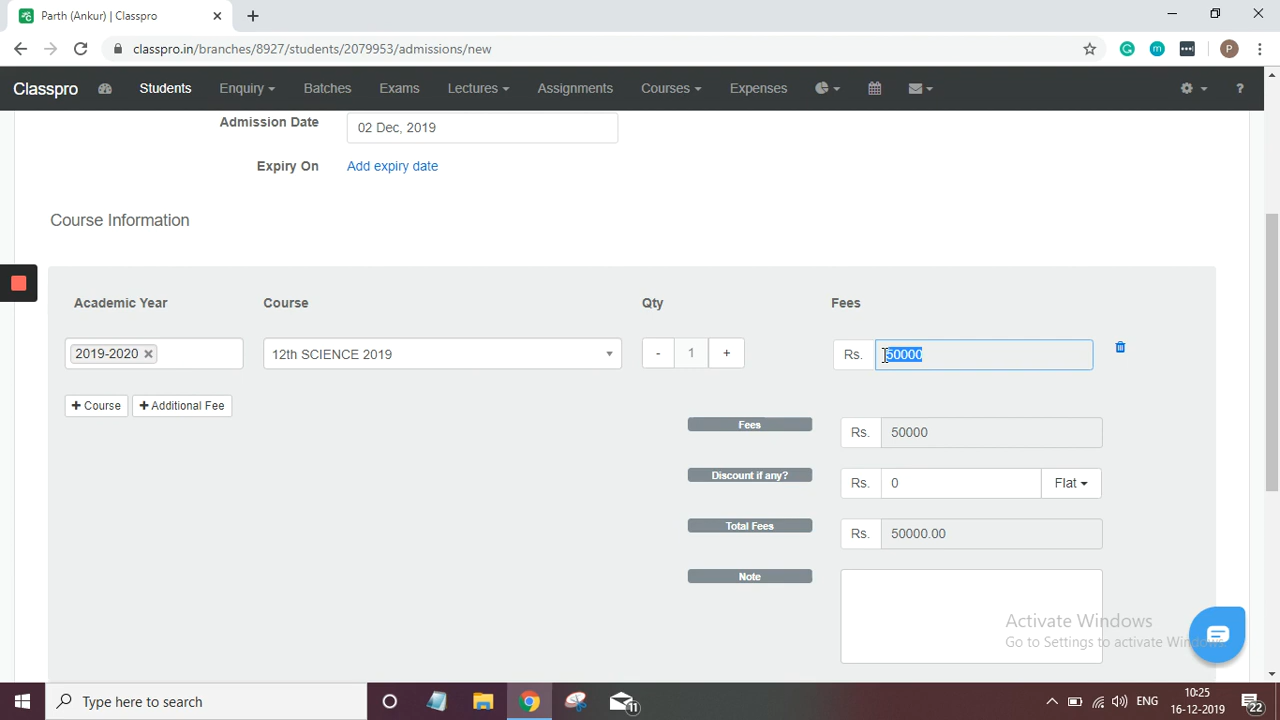 Parth (Ankur) | Classpro
classpro.in/branches/8927/students/2079953/admissions/new
P
Classpro Students Enquiry Batches Exams Lectures Assignments Courses Expenses ?
Admission Date 02 Dec, 2019
Expiry On Add expiry date
Course Information
Academic Year Course Qty Fees
2019-2020 × 12th SCIENCE 2019 - 1 + Rs. 50000
+ Course + Additional Fee
Fees Rs. 50000
Discount if any? Rs. 0 Flat
Total Fees Rs. 50000.00
Note
Activate Windows
Go to Settings to activate Windows.
Type here to search 11 ENG 10:25
16-12-2019 22